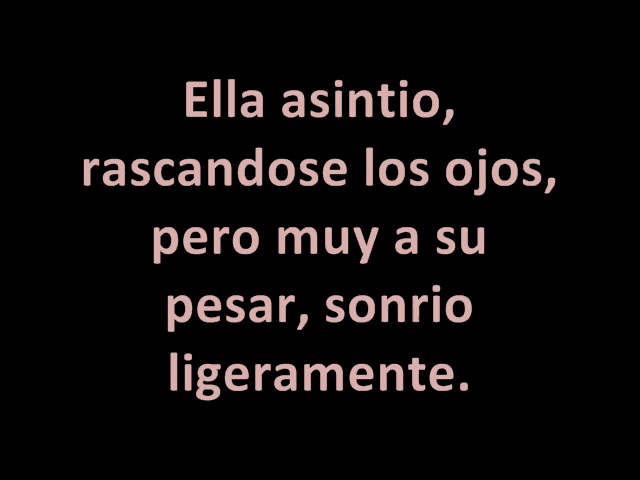 Ella asintio,
rascandose los ojos,
pero muy a su
pesar, sonrio
ligeramente.